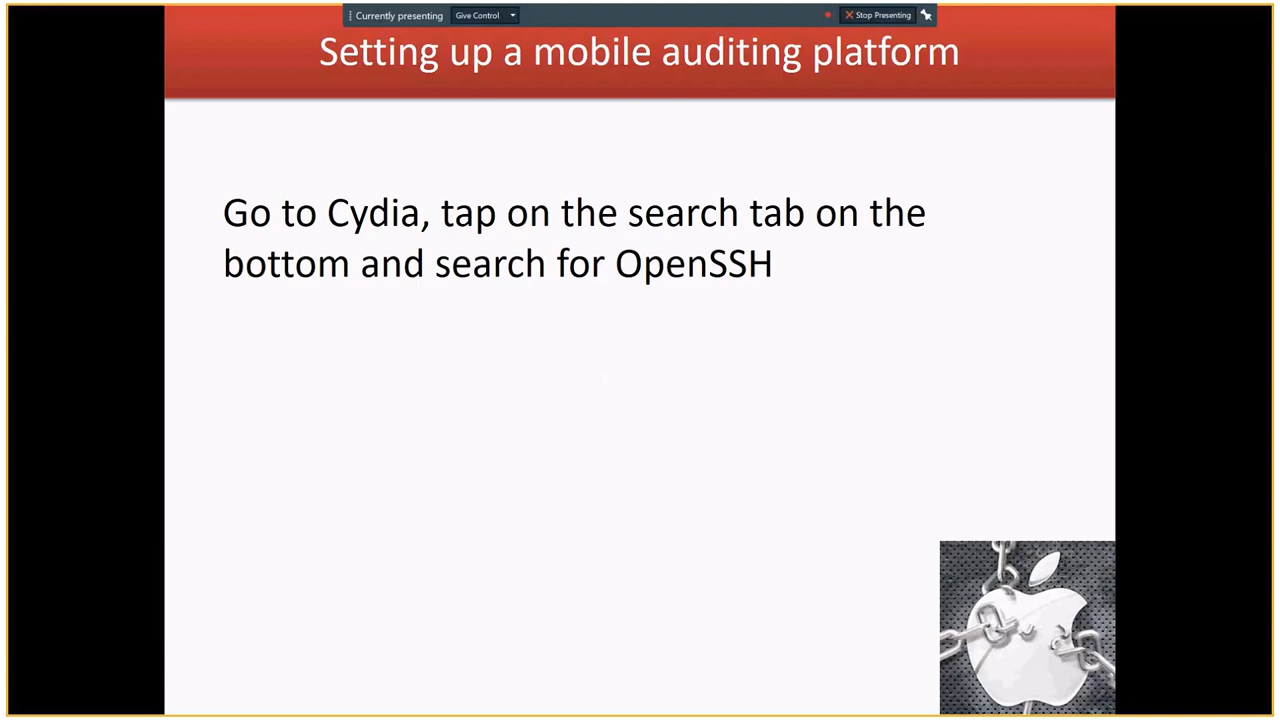 Currently presenting Give Control Stop Presenting
Setting up a mobile auditing platform
Go to Cydia, tap on the search tab on the
bottom and search for OpenSSH